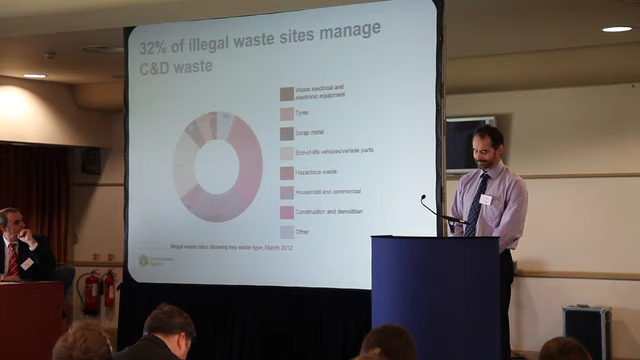 32% of illegal waste sites manage
C&D waste
Waste electrical and
electronic equipment
Tyres
Scrap metal
End-of-life vehicles/vehicle parts
Hazardous waste
Household and commercial
Construction and demolition
Other
Illegal waste sites showing key waste type, March 2012
Environment
Agency